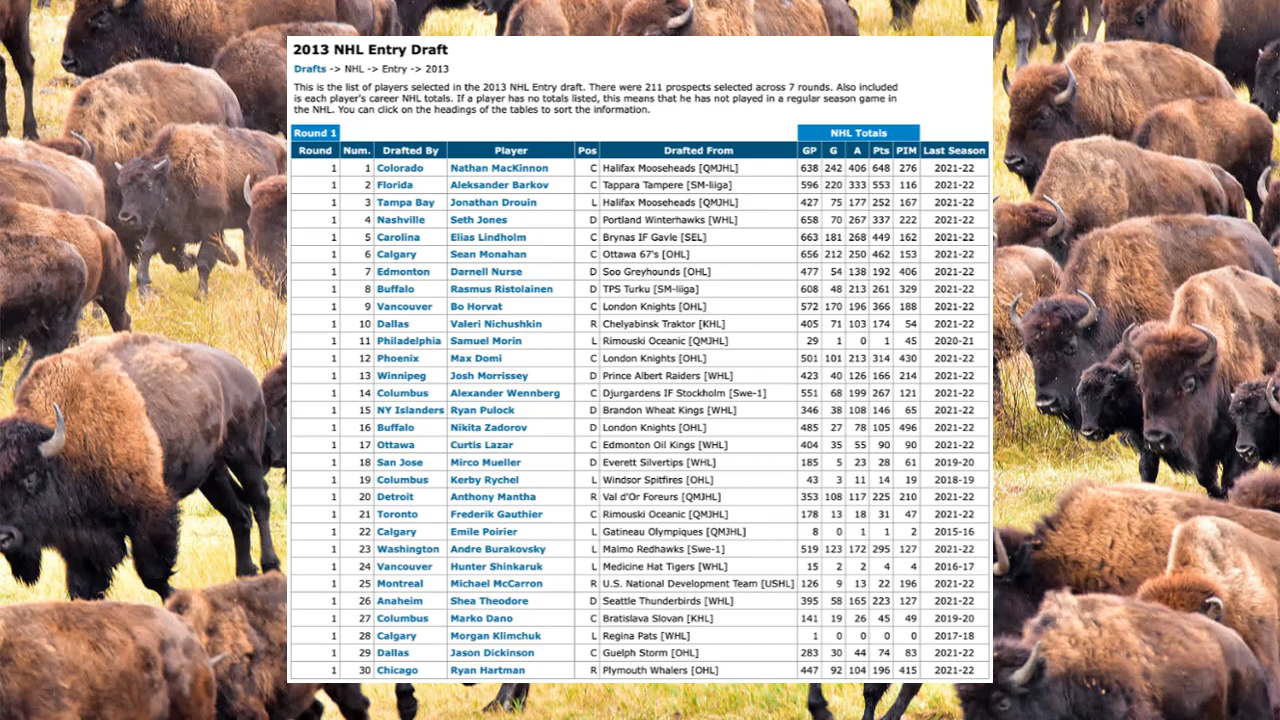 2013 NHL Entry Draft
Drafts -> NHL -> Entry -> 2013
This is the list of players selected in the 2013 NHL Entry draft. There were 211 prospects selected across 7 rounds. Also included
is each player's career NHL totals. If a player has no totals listed, this means that he has not played in a regular season game in
the NHL. You can click on the headings of the tables to sort the information.
Round 1 NHL Totals
Round Num. Drafted By Player Pos Drafted From GP G A Pts PIM Last Season
1 1 Colorado Nathan MacKinnon C Halifax Mooseheads [QMJHL] 638 242 406 648 276 2021-22
1 2 Florida Aleksander Barkov C Tappara Tampere [SM-liiga] 596 220 333 553 116 2021-22
1 3 Tampa Bay Jonathan Drouin L Halifax Mooseheads [QMJHL] 427 75 177 252 167 2021-22
1 4 Nashville Seth Jones D Portland Winterhawks [WHL] 658 70 267 337 222 2021-22
1 5 Carolina Elias Lindholm C Brynas IF Gavle [SEL] 663 181 268 449 162 2021-22
1 6 Calgary Sean Monahan C Ottawa 67's [OHL] 656 212 250 462 153 2021-22
1 7 Edmonton Darnell Nurse D Soo Greyhounds [OHL] 477 54 138 192 406 2021-22
1 8 Buffalo Rasmus Ristolainen D TPS Turku [SM-liiga] 608 48 213 261 329 2021-22
1 9 Vancouver Bo Horvat C London Knights [OHL] 572 170 196 366 188 2021-22
1 10 Dallas Valeri Nichushkin R Chelyabinsk Traktor [KHL] 405 71 103 174 54 2021-22
1 11 Philadelphia Samuel Morin L Rimouski Oceanic [QMJHL] 29 1 0 1 45 2020-21
1 12 Phoenix Max Domi C London Knights [OHL] 501 101 213 314 430 2021-22
1 13 Winnipeg Josh Morrissey D Prince Albert Raiders [WHL] 423 40 126 166 214 2021-22
1 14 Columbus Alexander Wennberg C Djurgardens IF Stockholm [Swe-1] 551 68 199 267 121 2021-22
1 15 NY Islanders Ryan Pulock D Brandon Wheat Kings [WHL] 346 38 108 146 65 2021-22
1 16 Buffalo Nikita Zadorov D London Knights [OHL] 485 27 78 105 496 2021-22
1 17 Ottawa Curtis Lazar C Edmonton Oil Kings [WHL] 404 35 55 90 90 2021-22
1 18 San Jose Mirco Mueller D Everett Silvertips [WHL] 185 5 23 28 61 2019-20
1 19 Columbus Kerby Rychel L Windsor Spitfires [OHL] 43 3 11 14 19 2018-19
1 20 Detroit Anthony Mantha R Val d'Or Foreurs [QMJHL] 353 108 117 225 210 2021-22
1 21 Toronto Frederik Gauthier C Rimouski Oceanic [QMJHL] 178 13 18 31 47 2021-22
1 22 Calgary Emile Poirier L Gatineau Olympiques [QMJHL] 8 0 1 1 2 2015-16
1 23 Washington Andre Burakovsky L Malmo Redhawks [Swe-1] 519 123 172 295 127 2021-22
1 24 Vancouver Hunter Shinkaruk L Medicine Hat Tigers [WHL] 15 2 2 4 4 2016-17
1 25 Montreal Michael McCarron R U.S. National Development Team [USHL] 126 9 13 22 196 2021-22
1 26 Anaheim Shea Theodore D Seattle Thunderbirds [WHL] 395 58 165 223 127 2021-22
1 27 Columbus Marko Dano C Bratislava Slovan [KHL] 141 19 26 45 49 2019-20
1 28 Calgary Morgan Klimchuk L Regina Pats [WHL] 1 0 0 0 0 2017-18
1 29 Dallas Jason Dickinson C Guelph Storm [OHL] 283 30 44 74 83 2021-22
1 30 Chicago Ryan Hartman R Plymouth Whalers [OHL] 447 92 104 196 415 2021-22